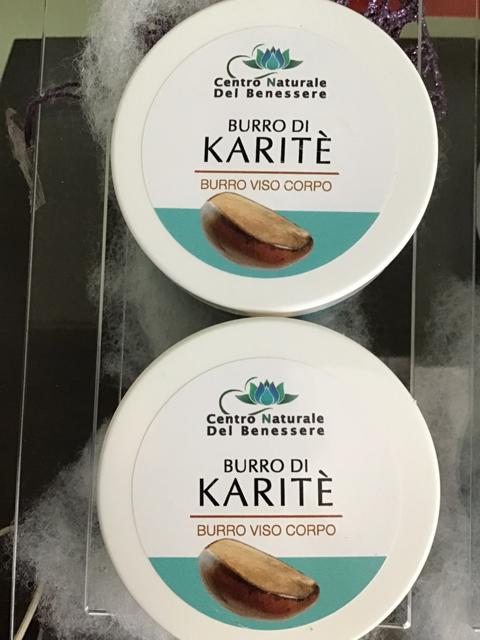 Centro Naturale
Del Benessere
BURRO DI
KARITÈ
BURRO VISO CORPO
Centro Naturale
Del Benessere
BURRO DI
KARITÈ
BURRO VISO CORPO